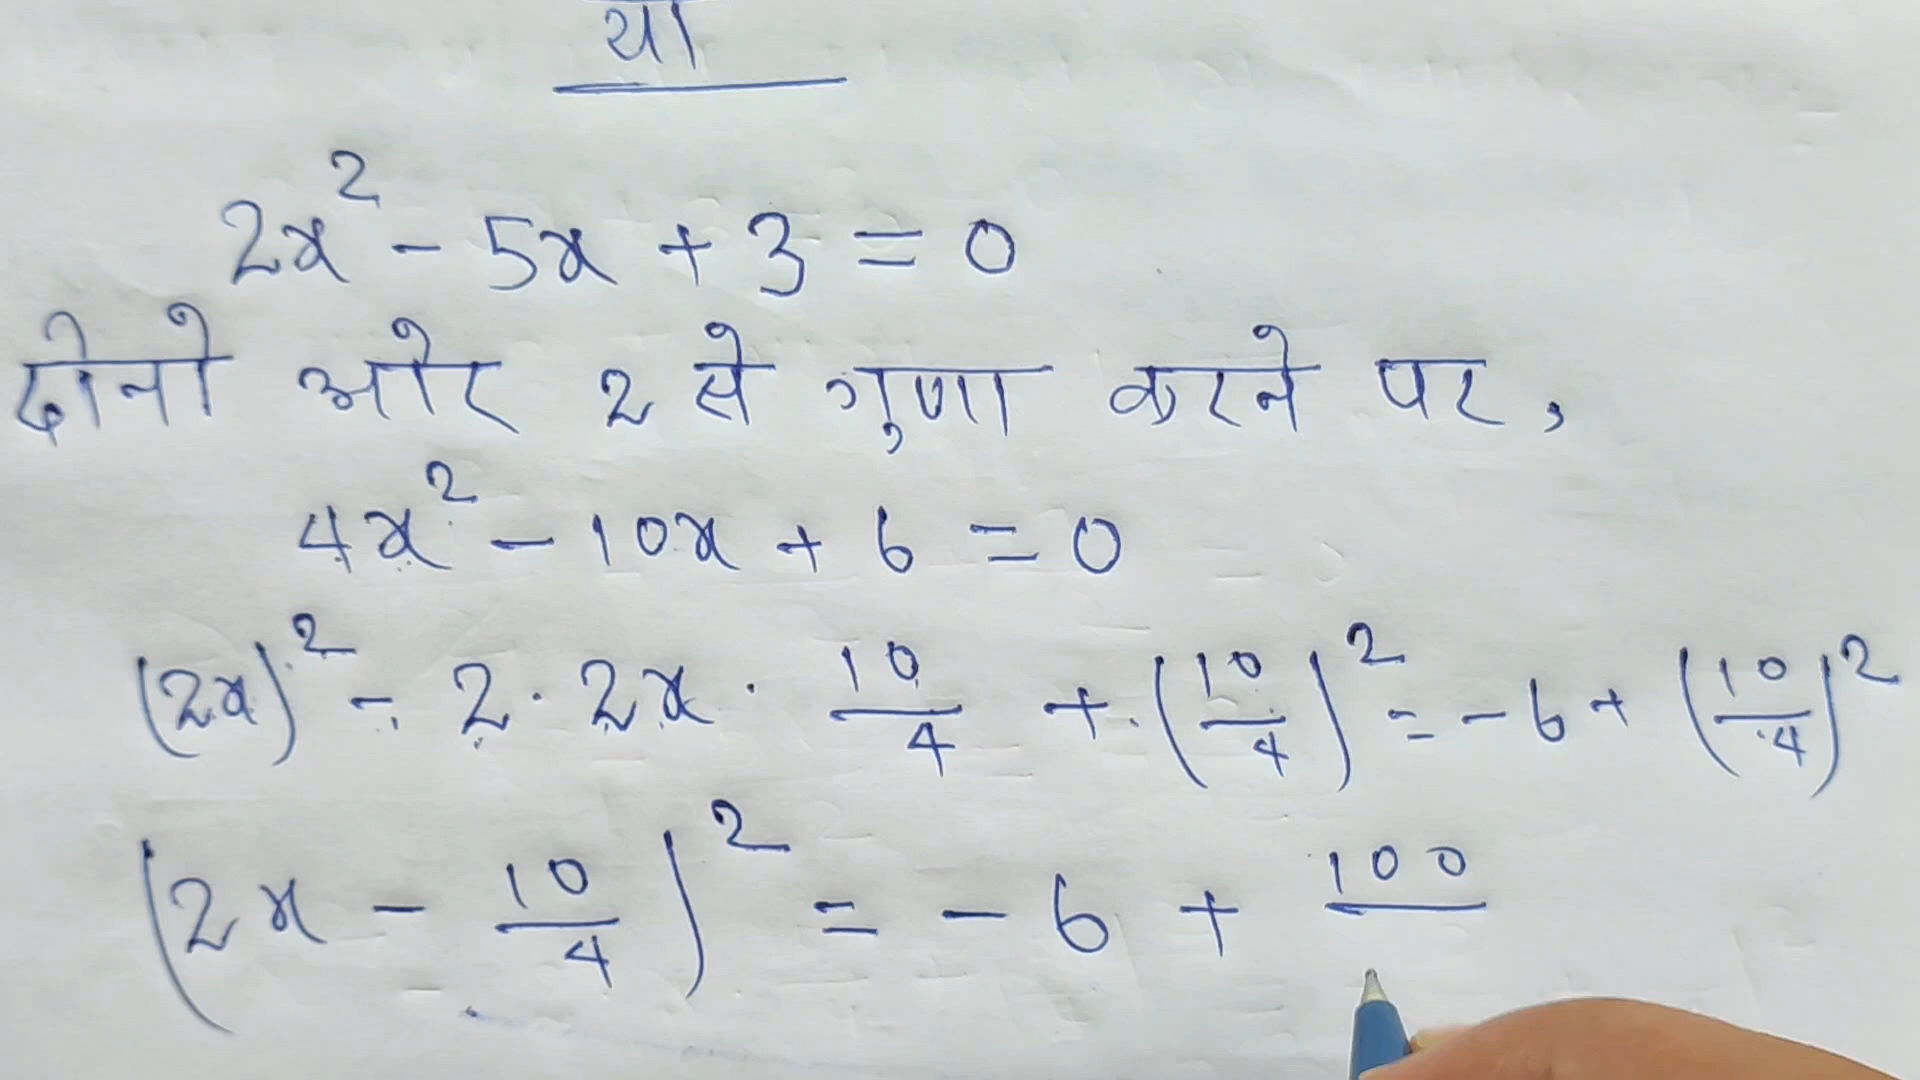 या
2x² - 5x + 3 = 0
दोनो ओर 2 से गुणा करने पर,
4x² - 10x + 6 = 0
(2x)² - 2 · 2x · 10/4 + (10/4)² = - 6 + (10/4)²
(2x - 10/4)² = - 6 + 100/